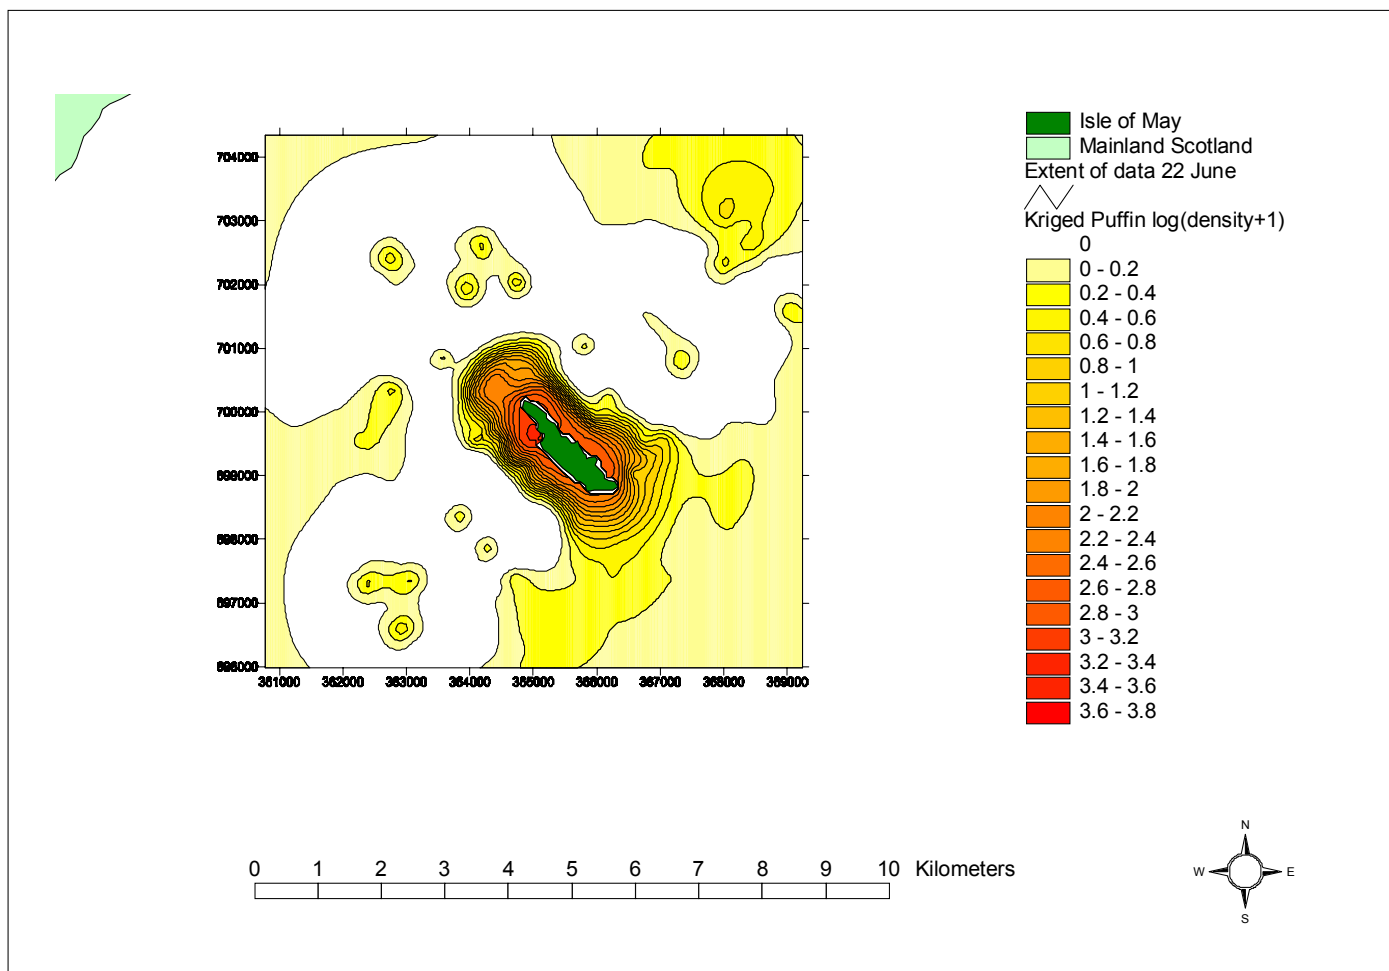 Isle of May
Mainland Scotland
Extent of data 22 June
Kriged Puffin log(density+1)
0
0 - 0.2
0.2 - 0.4
0.4 - 0.6
0.6 - 0.8
0.8 - 1
1 - 1.2
1.2 - 1.4
1.4 - 1.6
1.6 - 1.8
1.8 - 2
2 - 2.2
2.2 - 2.4
2.4 - 2.6
2.6 - 2.8
2.8 - 3
3 - 3.2
3.2 - 3.4
3.4 - 3.6
3.6 - 3.8
704000
703000
702000
701000
700000
699000
698000
697000
696000
361000 362000 363000 364000 365000 366000 367000 368000 369000
0 1 2 3 4 5 6 7 8 9 10 Kilometers
N
W E
S